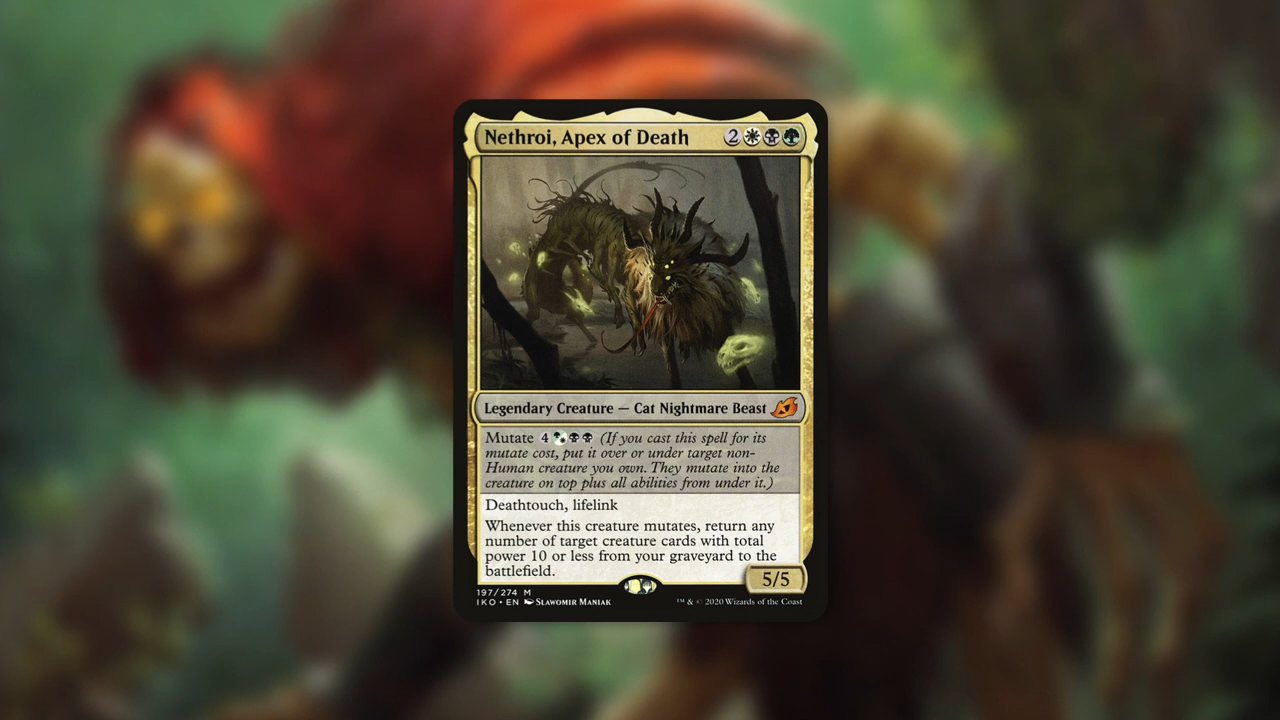 Nethroi, Apex of Death 2
Legendary Creature — Cat Nightmare Beast
Mutate 4 (If you cast this spell for its
mutate cost, put it over or under target non-
Human creature you own. They mutate into the
creature on top plus all abilities from under it.)
Deathtouch, lifelink
Whenever this creature mutates, return any
number of target creature cards with total
power 10 or less from your graveyard to the
battlefield.
5/5
197/274 M
IKO • EN Slawomir Maniak ™ & © 2020 Wizards of the Coast